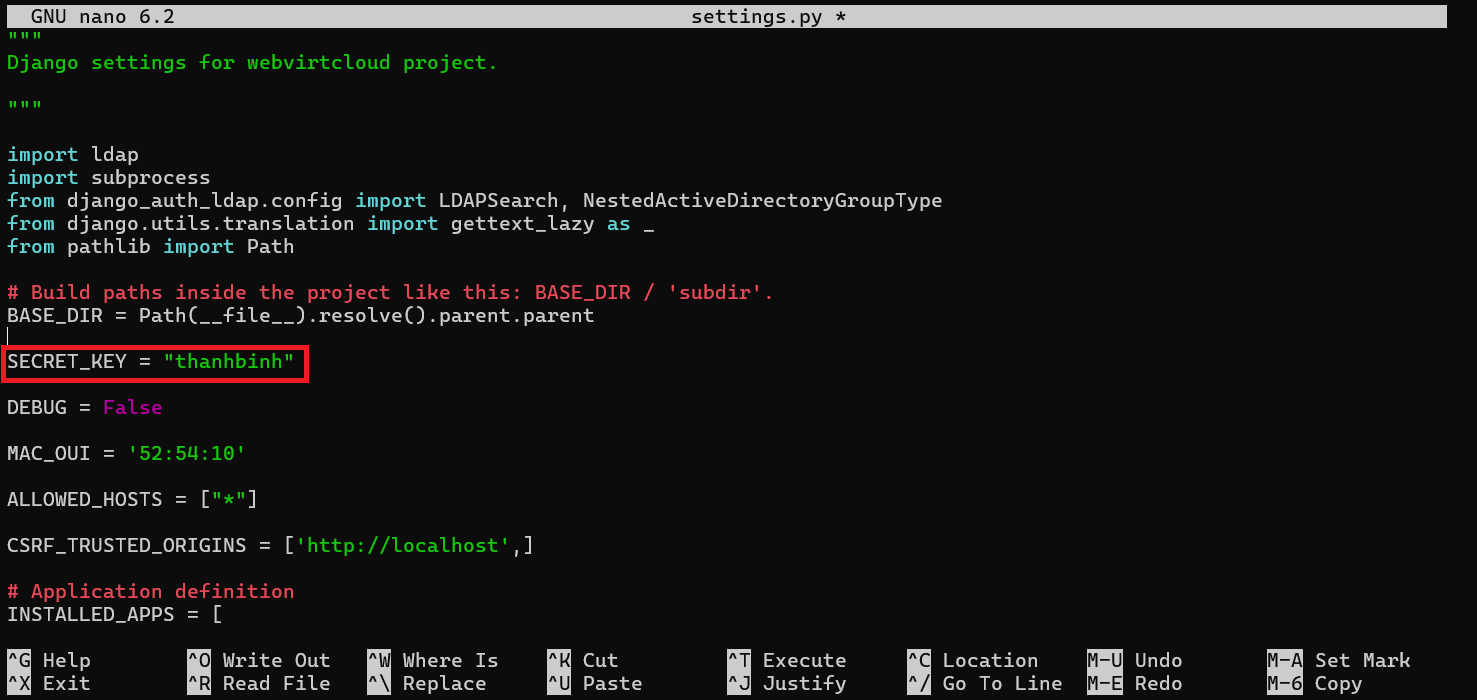 GNU nano 6.2 settings.py *
"""
Django settings for webvirtcloud project.
"""
import ldap
import subprocess
from django_auth_ldap.config import LDAPSearch, NestedActiveDirectoryGroupType
from django.utils.translation import gettext_lazy as _
from pathlib import Path
# Build paths inside the project like this: BASE_DIR / 'subdir'.
BASE_DIR = Path(__file__).resolve().parent.parent
SECRET_KEY = "thanhbinh"
DEBUG = False
MAC_OUI = '52:54:10'
ALLOWED_HOSTS = ["*"]
CSRF_TRUSTED_ORIGINS = ['http://localhost',]
# Application definition
INSTALLED_APPS = [
^G Help ^O Write Out ^W Where Is ^K Cut ^T Execute ^C Location M-U Undo M-A Set Mark
^X Exit ^R Read File ^\ Replace ^U Paste ^J Justify ^/ Go To Line M-E Redo M-6 Copy